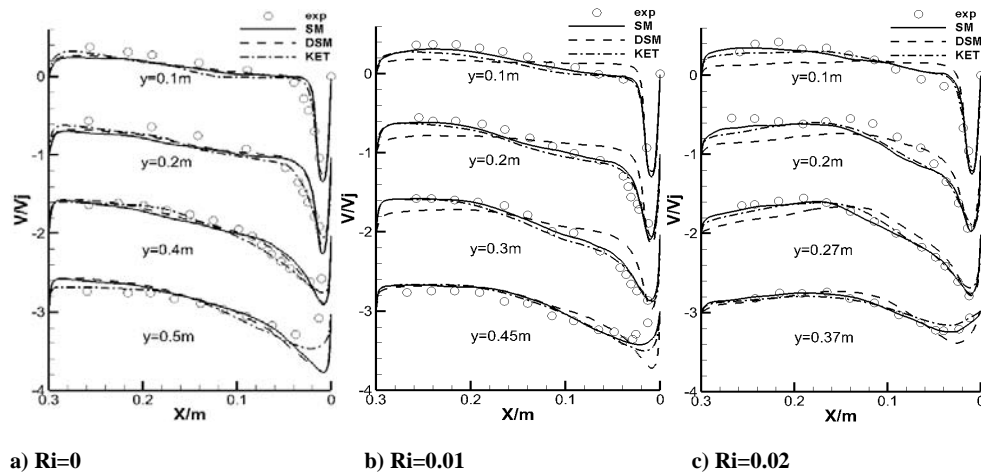 exp
SM
DSM
KET
0
-1
-2
-3
-4
V/Vj
y=0.1m
y=0.2m
y=0.4m
y=0.5m
0.3
0.2
0.1
0
X/m
a) Ri=0
exp
SM
DSM
KET
0
-1
-2
-3
-4
V/Vj
y=0.1m
y=0.2m
y=0.3m
y=0.45m
0.3
0.2
0.1
0
X/m
b) Ri=0.01
exp
SM
DSM
KET
0
-1
-2
-3
-4
V/Vj
y=0.1m
y=0.2m
y=0.27m
y=0.37m
0.3
0.2
0.1
0
X/m
c) Ri=0.02